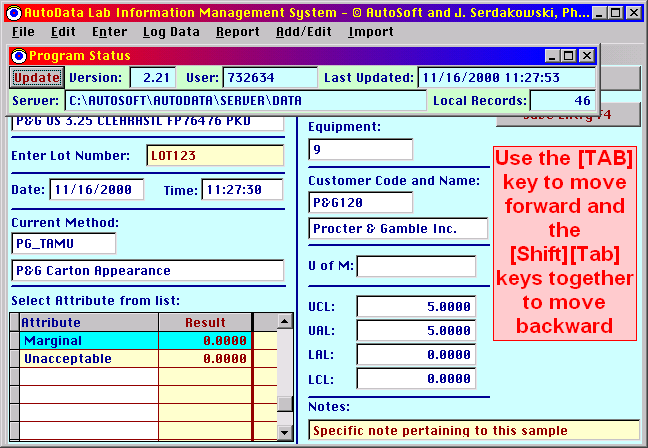 AutoData Lab Information Management System - © AutoSoft and J. Serdakowski, Ph...
File Edit Enter Log Data Report Add/Edit Import
Program Status
Update Version: 2.21 User: 732634 Last Updated: 11/16/2000 11:27:53
Server: C:\AUTOSOFT\AUTODATA\SERVER\DATA Local Records: 46
P&G US 3.25 CLEARASIL FP76476 PKD
Enter Lot Number: LOT123
Date: 11/16/2000 Time: 11:27:30
Current Method:
PG_TAMU
P&G Carton Appearance
Select Attribute from list:
Attribute Result
Marginal 0.0000
Unacceptable 0.0000
Save Entry F4
Equipment:
9
Customer Code and Name:
P&G120
Procter & Gamble Inc.
U of M:
UCL: 5.0000
UAL: 5.0000
LAL: 0.0000
LCL: 0.0000
Notes:
Specific note pertaining to this sample
Use the [TAB]
key to move
forward and
the
[Shift][Tab]
keys together
to move
backward